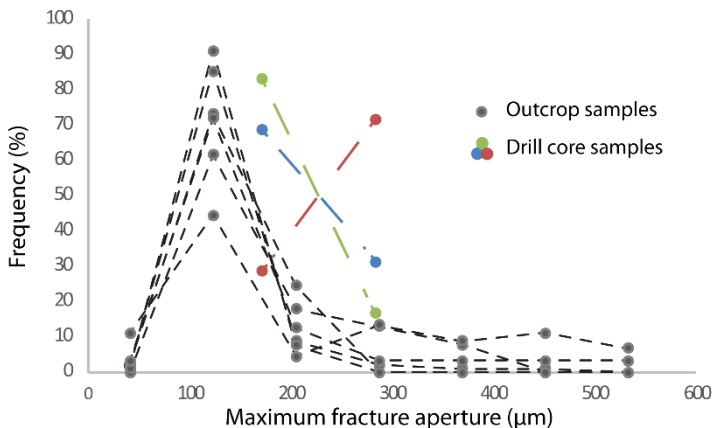 100
90
80
70
60
50
40
30
20
10
0
Frequency (%)
Outcrop samples
Drill core samples
0 100 200 300 400 500 600
Maximum fracture aperture (μm)